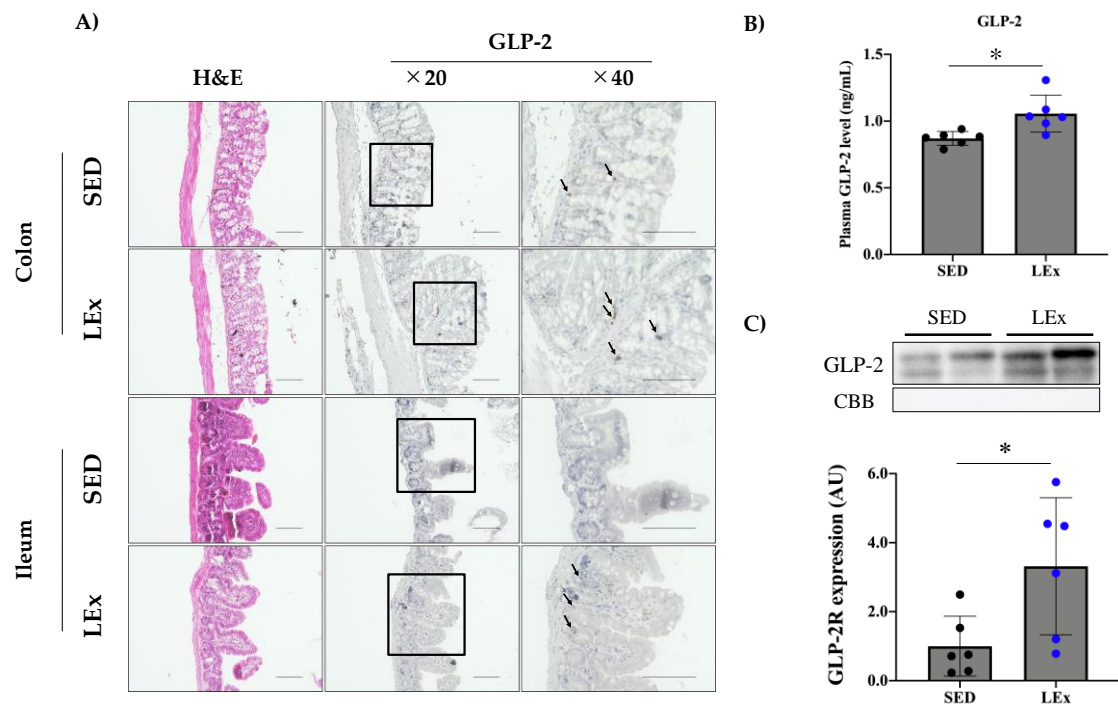 A)
GLP-2
H&E
×20
×40
Colon
SED
LEx
Ileum
SED
LEx
B)
GLP-2
*
Plasma GLP-2 level (ng/mL)
1.5
1.0
0.5
0.0
SED
LEx
C)
SED
LEx
GLP-2
CBB
*
GLP-2R expression (AU)
6.0
4.0
2.0
0.0
SED
LEx